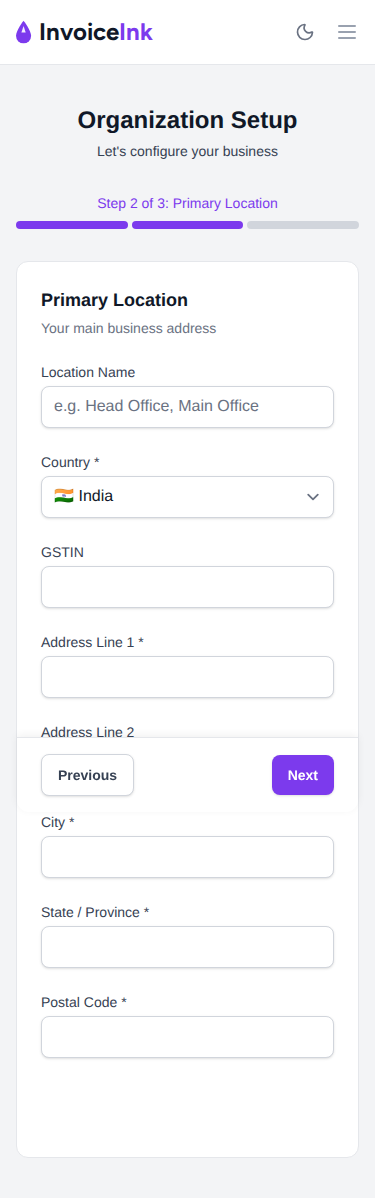 InvoiceInk
Organization Setup
Let's configure your business
Step 2 of 3: Primary Location
Primary Location
Your main business address
Location Name
e.g. Head Office, Main Office
Country *
🇮🇳 India
GSTIN
Address Line 1 *
Address Line 2
Previous
Next
City *
State / Province *
Postal Code *